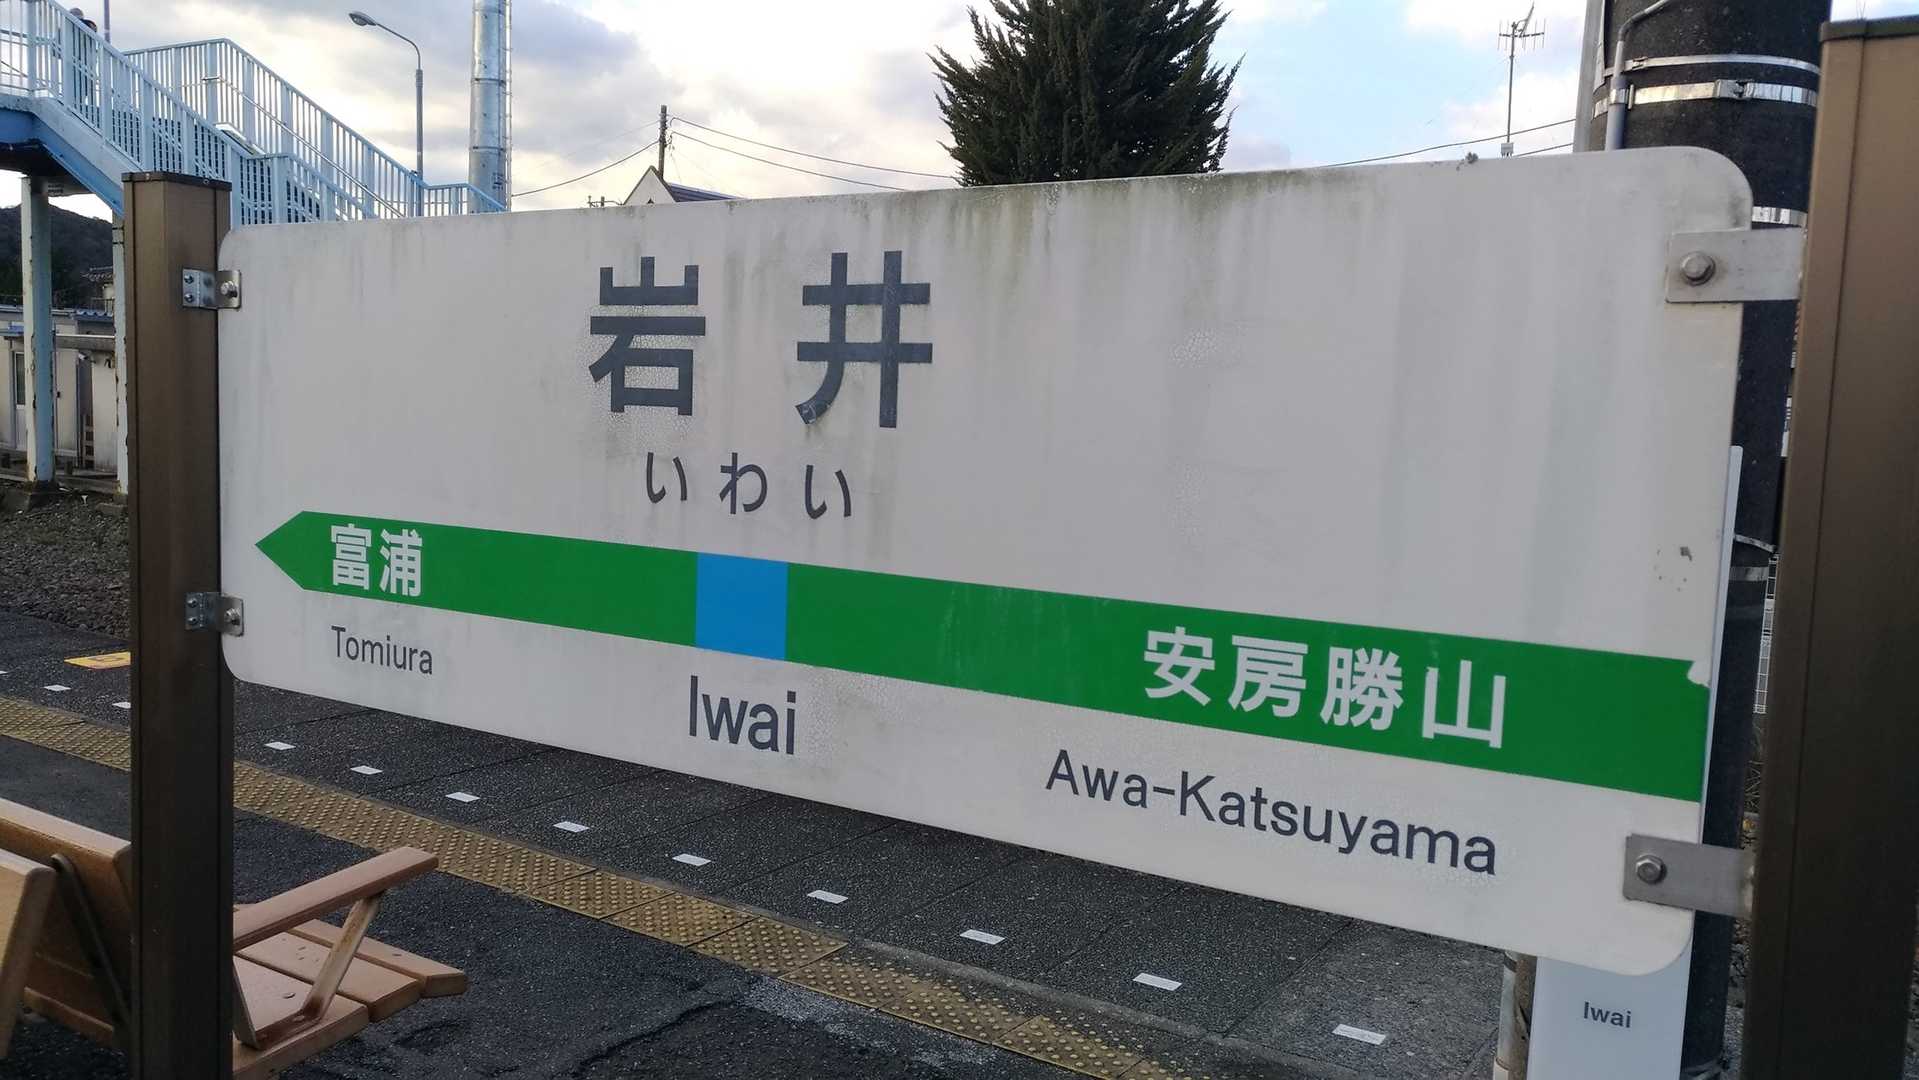 岩井
いわい
富浦
安房勝山
Tomiura
Iwai
Awa-Katsuyama
Iwai